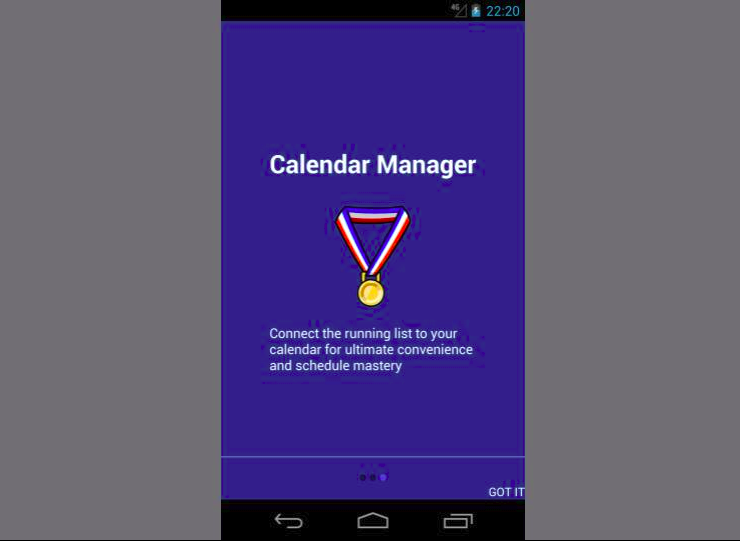 4G 22:20
Calendar Manager
Connect the running list to your
calendar for ultimate convenience
and schedule mastery
GOT IT